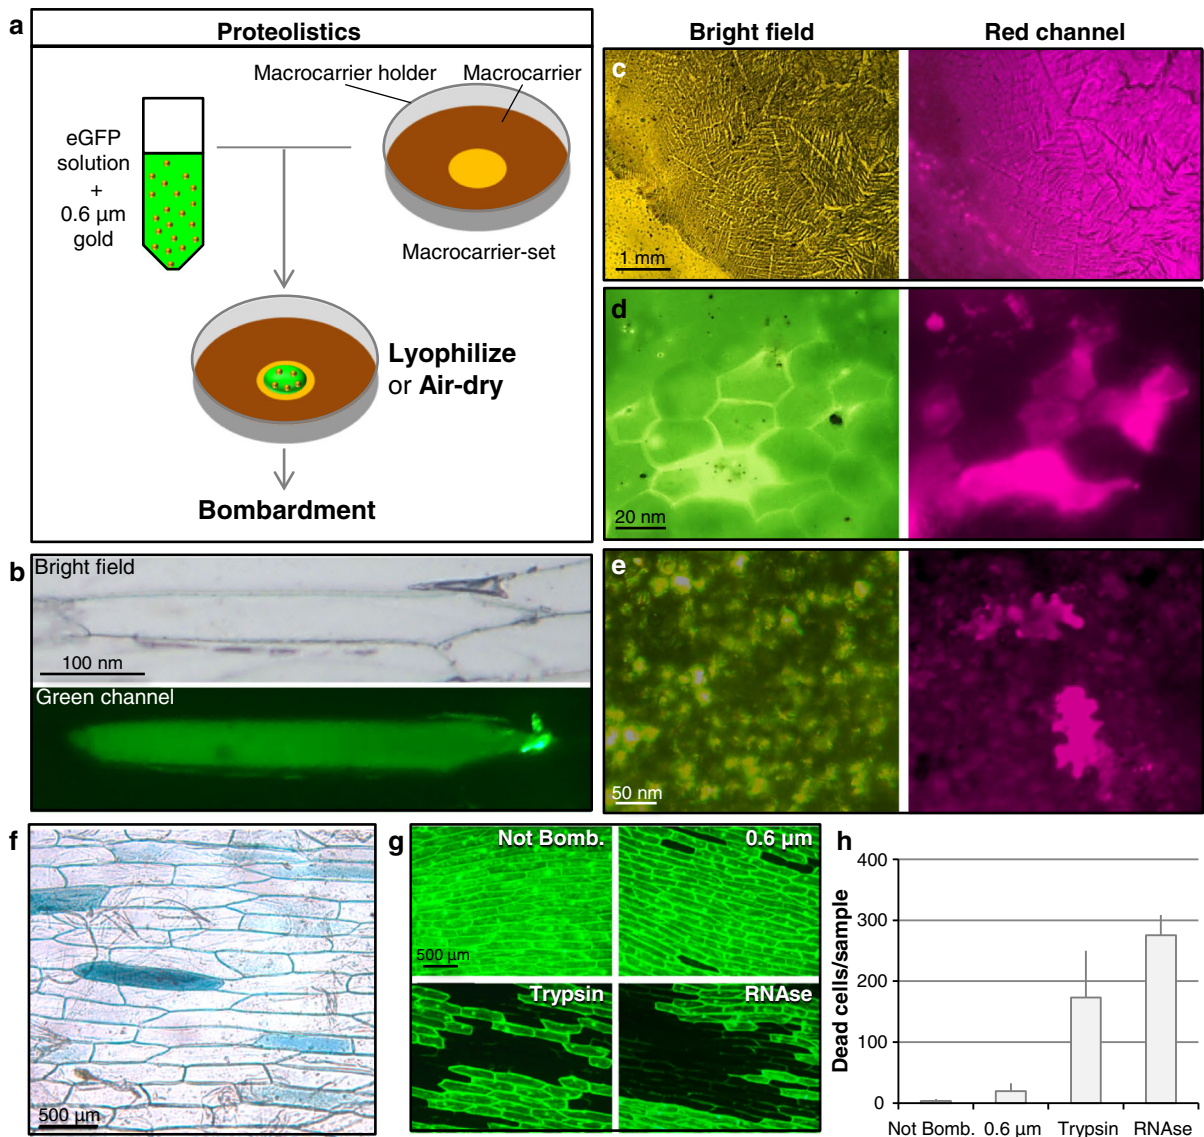 a
Proteolistics
Macrocarrier holder
Macrocarrier
eGFP
solution
+
0.6 µm
gold
Macrocarrier-set
Lyophilize
or Air-dry
Bombardment
b
Bright field
100 nm
Green channel
Bright field
Red channel
c
1 mm
d
20 nm
e
50 nm
f
500 µm
g
Not Bomb.
0.6 µm
500 µm
Trypsin
RNAse
h
Dead cells/sample
400
300
200
100
0
Not Bomb. 0.6 µm Trypsin RNAse